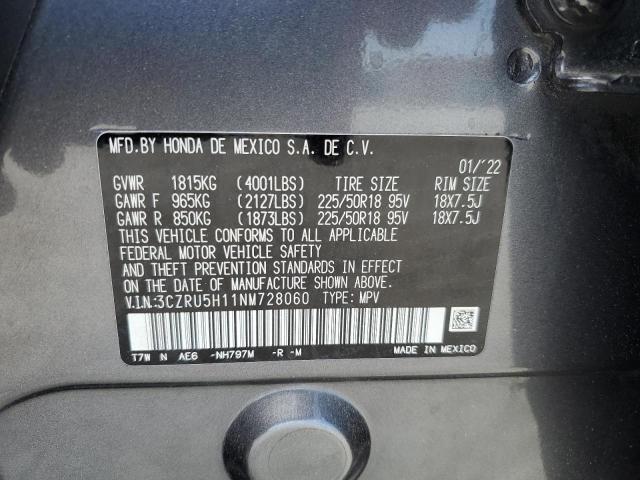 MFD.BY HONDA DE MEXICO S.A. DE C.V.
01/'22
GVWR 1815KG (4001LBS) TIRE SIZE RIM SIZE
GAWR F 965KG (2127LBS) 225/50R18 95V 18X7.5J
GAWR R 850KG (1873LBS) 225/50R18 95V 18X7.5J
THIS VEHICLE CONFORMS TO ALL APPLICABLE
FEDERAL MOTOR VEHICLE SAFETY
AND THEFT PREVENTION STANDARDS IN EFFECT
ON THE DATE OF MANUFACTURE SHOWN ABOVE.
V.I.N.:3CZRU5H11NM728060 TYPE: MPV
T7W N AE6 -NH797M -R -M MADE IN MEXICO